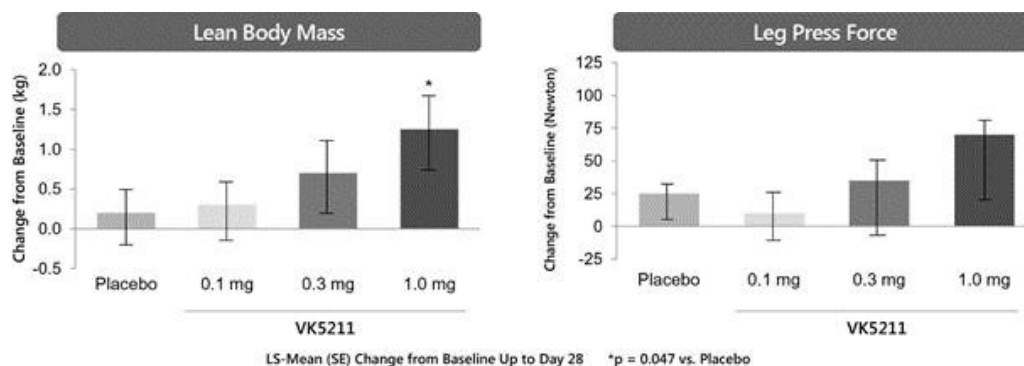 Lean Body Mass
Change from Baseline (kg)
2.0
1.5
1.0
0.5
0.0
-0.5
*
Placebo
0.1 mg
0.3 mg
1.0 mg
VK5211
Leg Press Force
Change from Baseline (Newton)
125
100
75
50
25
0
-25
Placebo
0.1 mg
0.3 mg
1.0 mg
VK5211
LS-Mean (SE) Change from Baseline Up to Day 28 *p = 0.047 vs. Placebo